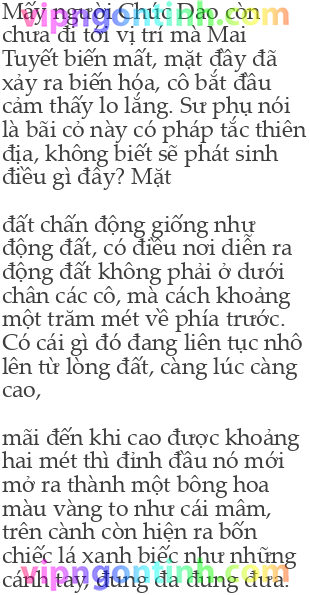 Mấy người Chúc Dao còn
chưa đi tới vị trí mà Mai
Tuyết biến mất, mặt đầy đã
xảy ra biến hóa, cô bắt đầu
cảm thấy lo lắng. Sư phụ nói
là bãi cỏ này có pháp tắc thiên
địa, không biết sẽ phát sinh
điều gì đây? Mặt
đất chấn động giống như
động đất, có điều nơi diễn ra
động đất không phải ở dưới
chân các cô, mà cách khoảng
một trăm mét về phía trước.
Có cái gì đó đang liên tục nhô
lên từ lòng đất, càng lúc càng
cao,
mãi đến khi cao được khoảng
hai mét thì đỉnh đầu nó mới
mở ra thành một bông hoa
màu vàng to như cái mâm,
trên cành còn hiện ra bốn
chiếc lá xanh biếc như những
cánh tay, đung đa đung đưa.
vipngontinh.com
vipngontinh.com